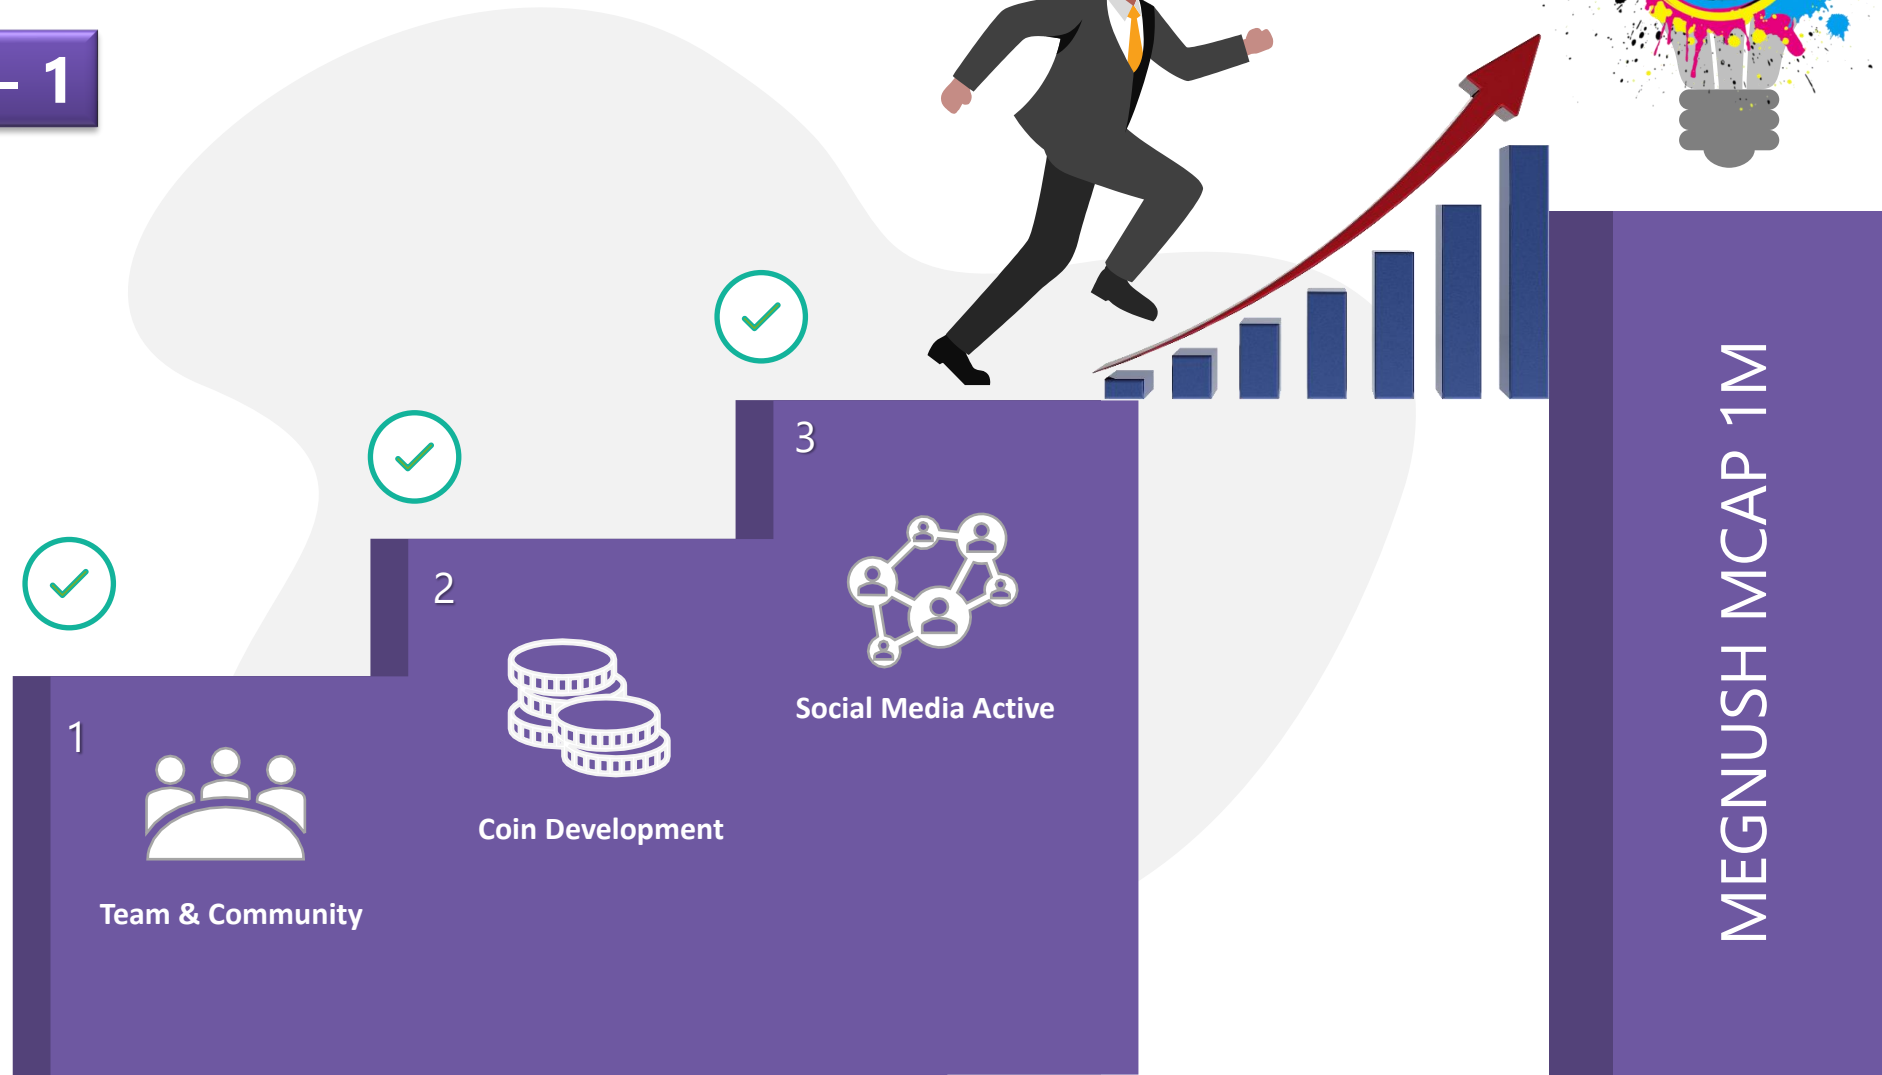 - 1
3
2
Social Media Active
1
Coin Development
Team & Community
MEGNUSH MCAP 1M